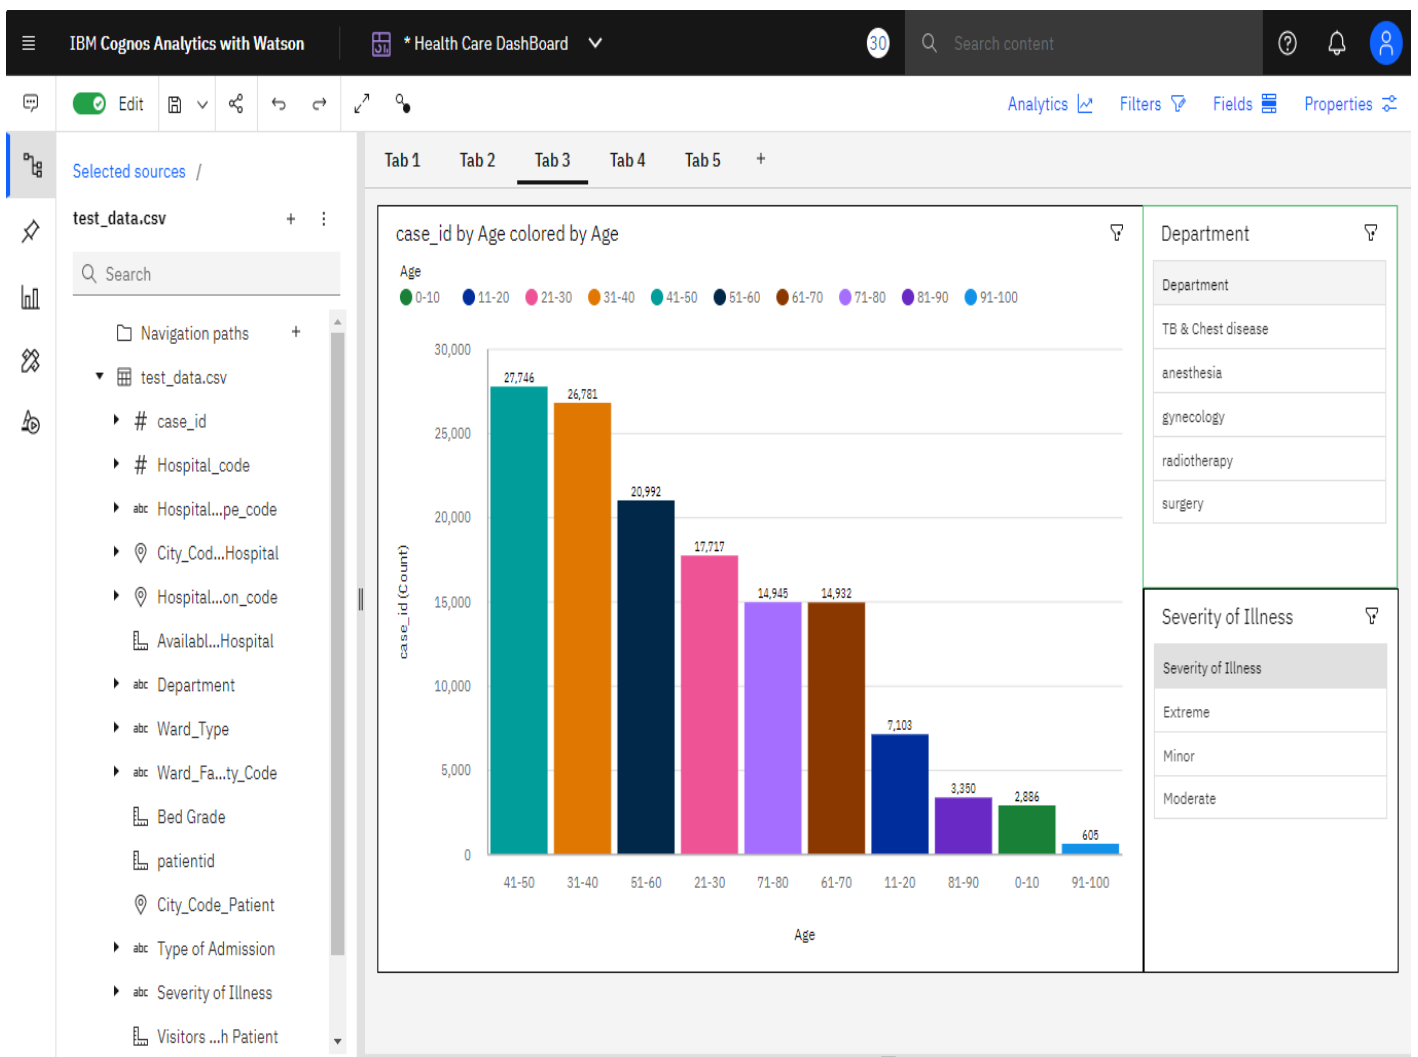 IBM Cognos Analytics with Watson
* Health Care DashBoard
30
Search content
Edit
Analytics
Filters
Fields
Properties
Selected sources /
test_data.csv
Search
Navigation paths
test_data.csv
# case_id
# Hospital_code
abc Hospital...pe_code
City_Cod...Hospital
Hospital...on_code
Availabl...Hospital
abc Department
abc Ward_Type
abc Ward_Fa...ty_Code
Bed Grade
patientid
City_Code_Patient
abc Type of Admission
abc Severity of Illness
Visitors ...h Patient
Tab 1 Tab 2 Tab 3 Tab 4 Tab 5 +
case_id by Age colored by Age
Age
0-10 11-20 21-30 31-40 41-50 51-60 61-70 71-80 81-90 91-100
case_id (Count)
30,000
25,000
20,000
15,000
10,000
5,000
0
27,746
26,781
20,992
17,717
14,945
14,932
7,103
3,350
2,886
605
41-50 31-40 51-60 21-30 71-80 61-70 11-20 81-90 0-10 91-100
Age
Department
Department
TB & Chest disease
anesthesia
gynecology
radiotherapy
surgery
Severity of Illness
Severity of Illness
Extreme
Minor
Moderate